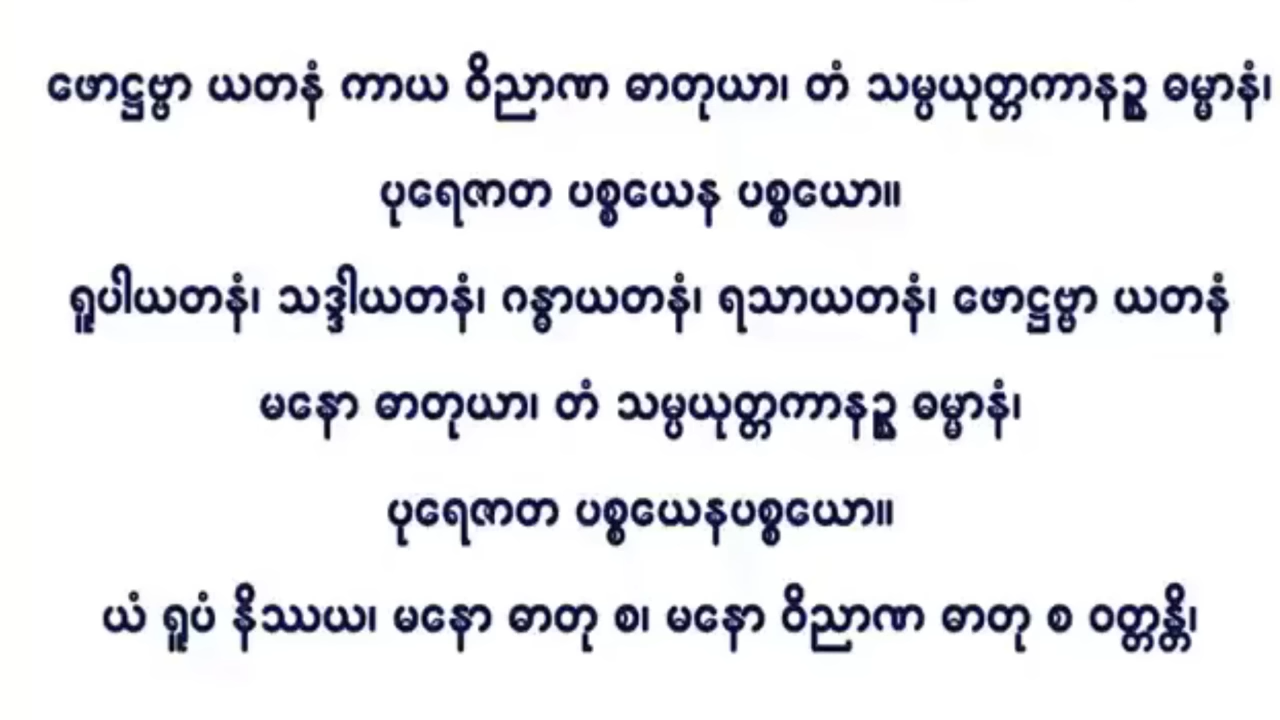 ဖောဋ္ဌဗ္ဗာ ယတနံ ကာယ ဝိညာဏ ဓာတုယာ၊ တံ သမ္ပယုတ္တကာနဉ္စ ဓမ္မာနံ၊
ပုရေဇာတ ပစ္စယေန ပစ္စယော။
ရူပါယတနံ၊ သဒ္ဒါယတနံ၊ ဂန္ဓာယတနံ၊ ရသာယတနံ၊ ဖောဋ္ဌဗ္ဗာ ယတနံ
မနော ဓာတုယာ၊ တံ သမ္ပယုတ္တကာနဉ္စ ဓမ္မာနံ၊
ပုရေဇာတ ပစ္စယေနပစ္စယော။
ယံ ရူပံ နိဿယ၊ မနော ဓာတု စ၊ မနော ဝိညာဏ ဓာတု စ ဝတ္တန္တိ၊